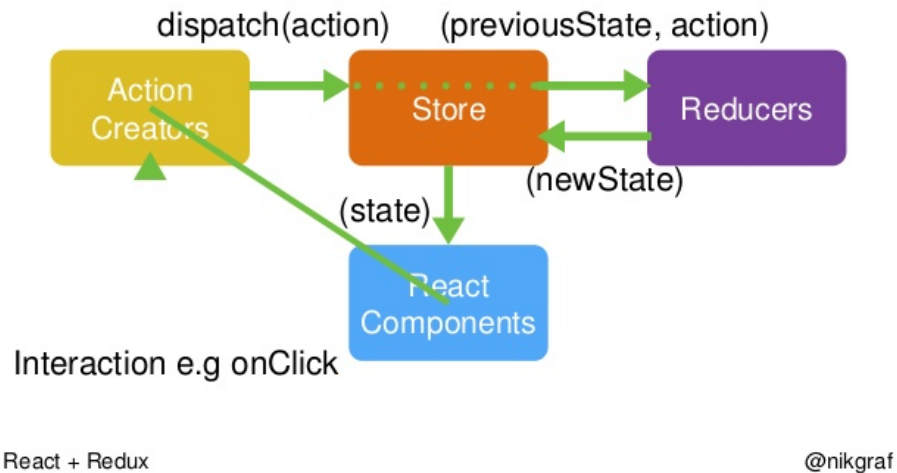 dispatch(action)
(previousState, action)
Action
Creators
Store
Reducers
(newState)
(state)
React
Components
Interaction e.g onClick
React + Redux
@nikgraf